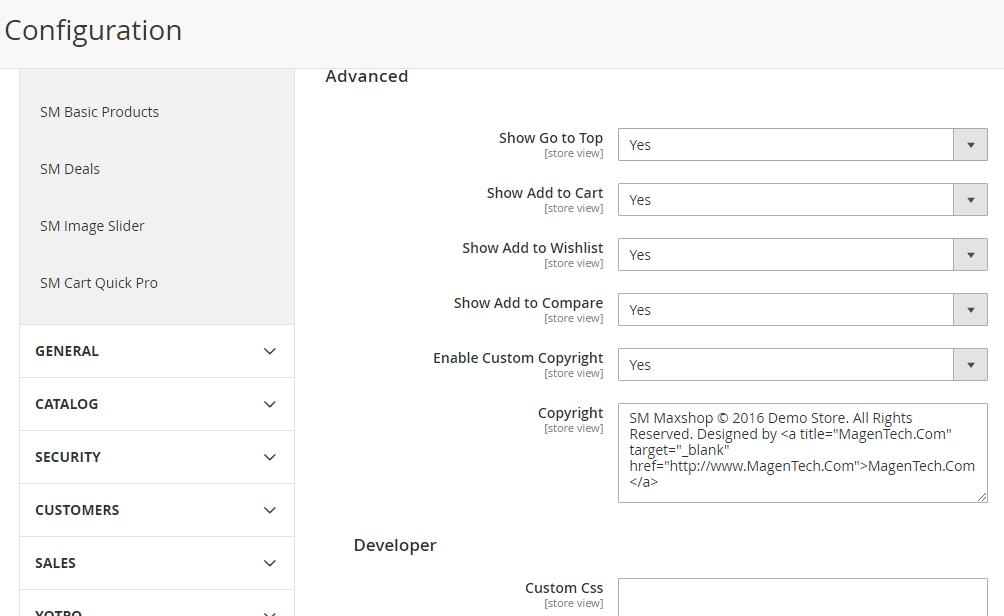 Configuration
SM Basic Products
SM Deals
SM Image Slider
SM Cart Quick Pro
GENERAL
CATALOG
SECURITY
CUSTOMERS
SALES
YOTPO
Advanced
Show Go to Top
[store view]
Yes
Show Add to Cart
[store view]
Yes
Show Add to Wishlist
[store view]
Yes
Show Add to Compare
[store view]
Yes
Enable Custom Copyright
[store view]
Yes
Copyright
[store view]
SM Maxshop © 2016 Demo Store. All Rights
Reserved. Designed by <a title="MagenTech.Com"
target="_blank"
href="http://www.MagenTech.Com">MagenTech.Com
</a>
Developer
Custom Css
[store view]